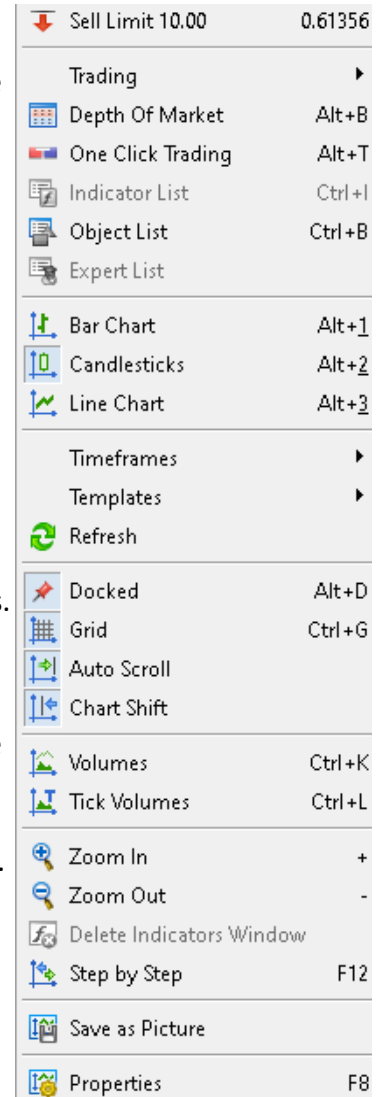 Sell Limit 10.00 0.61356
Trading
Depth Of Market Alt+B
One Click Trading Alt+T
Indicator List Ctrl+I
Object List Ctrl+B
Expert List
Bar Chart Alt+1
Candlesticks Alt+2
Line Chart Alt+3
Timeframes
Templates
Refresh
s. Docked Alt+D
Grid Ctrl+G
Auto Scroll
Chart Shift
Volumes Ctrl+K
Tick Volumes Ctrl+L
Zoom In +
Zoom Out -
Delete Indicators Window
Step by Step F12
Save as Picture
Properties F8